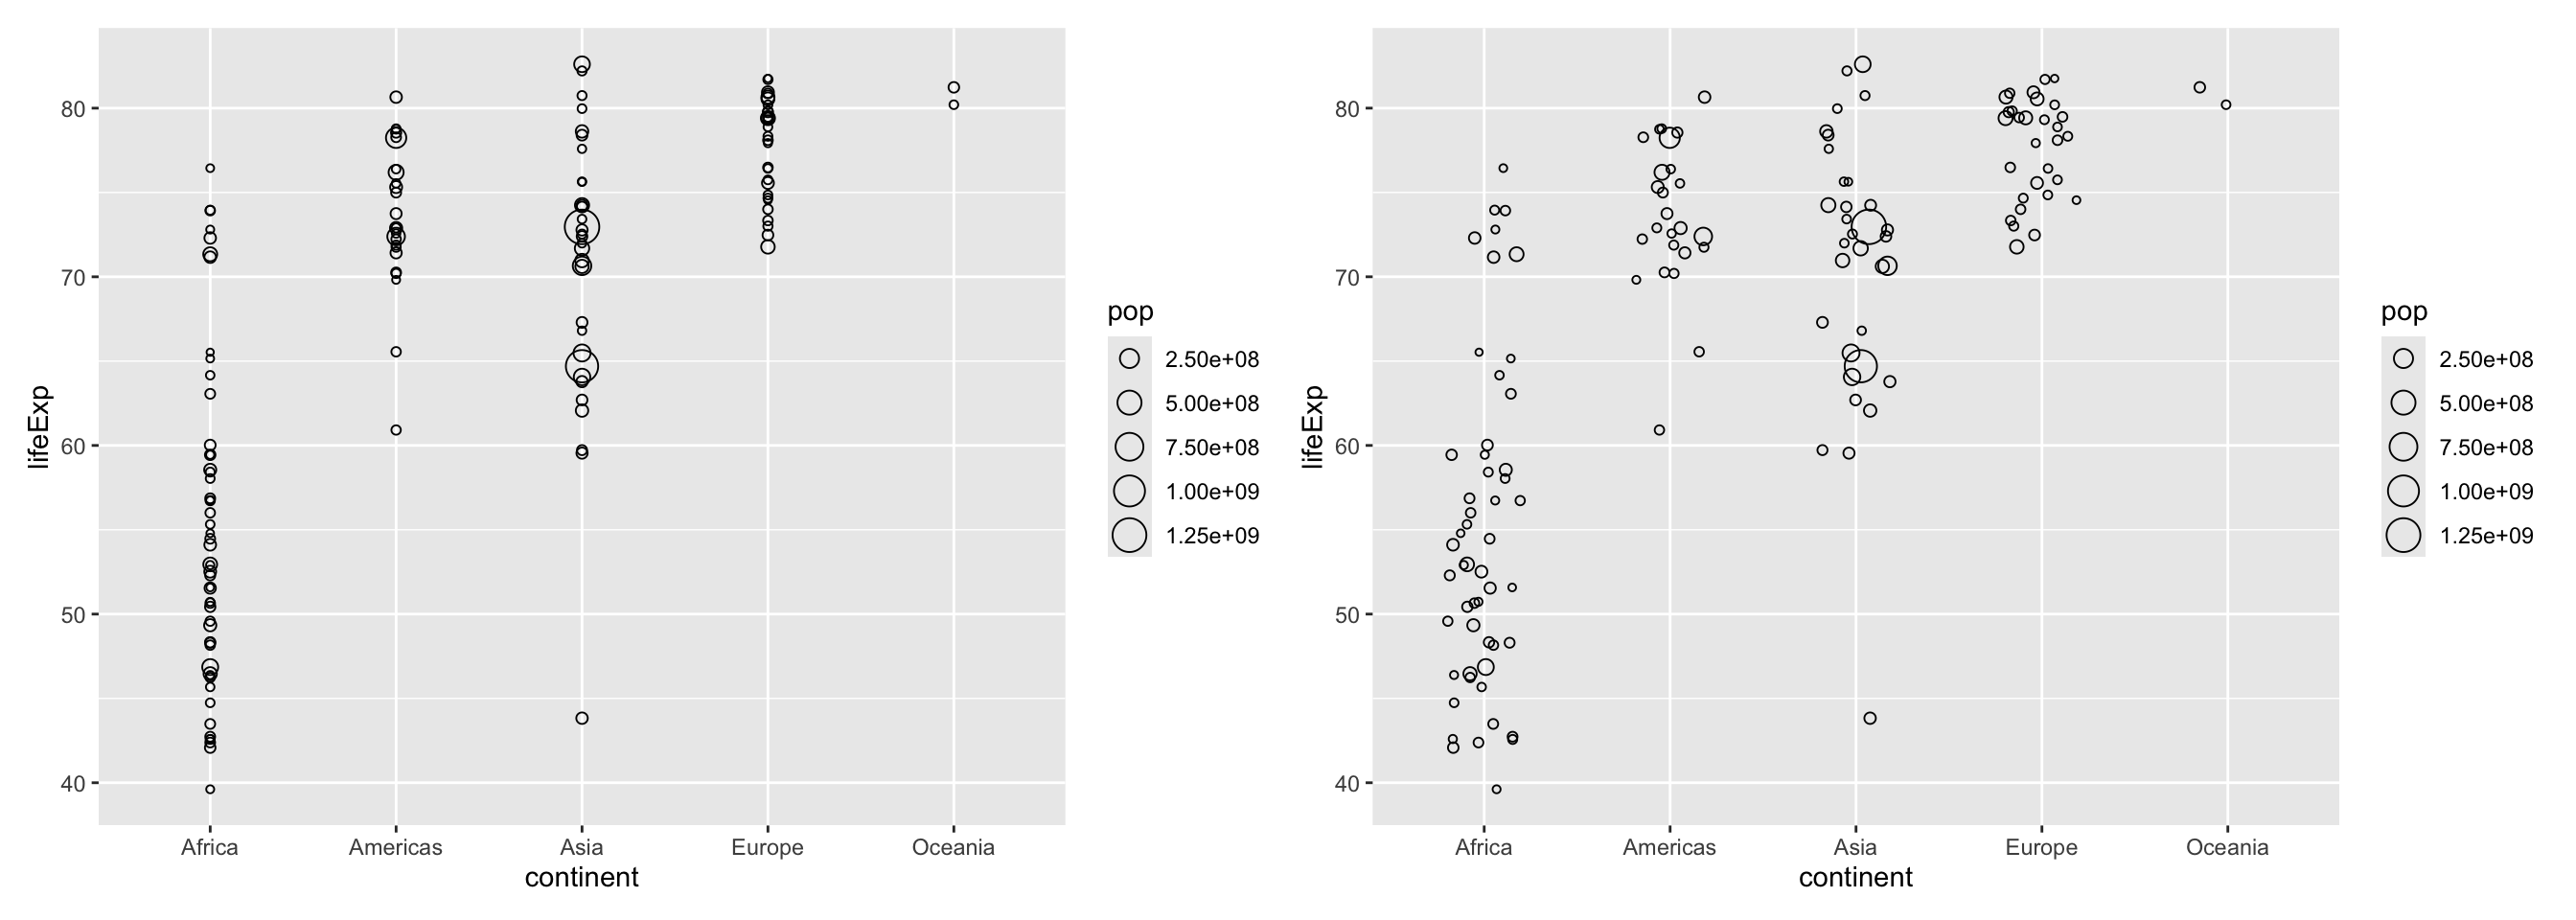 lifeExp
80
70
60
50
40
Africa Americas Asia Europe Oceania
continent
pop
2.50e+08
5.00e+08
7.50e+08
1.00e+09
1.25e+09
lifeExp
80
70
60
50
40
Africa Americas Asia Europe Oceania
continent
pop
2.50e+08
5.00e+08
7.50e+08
1.00e+09
1.25e+09